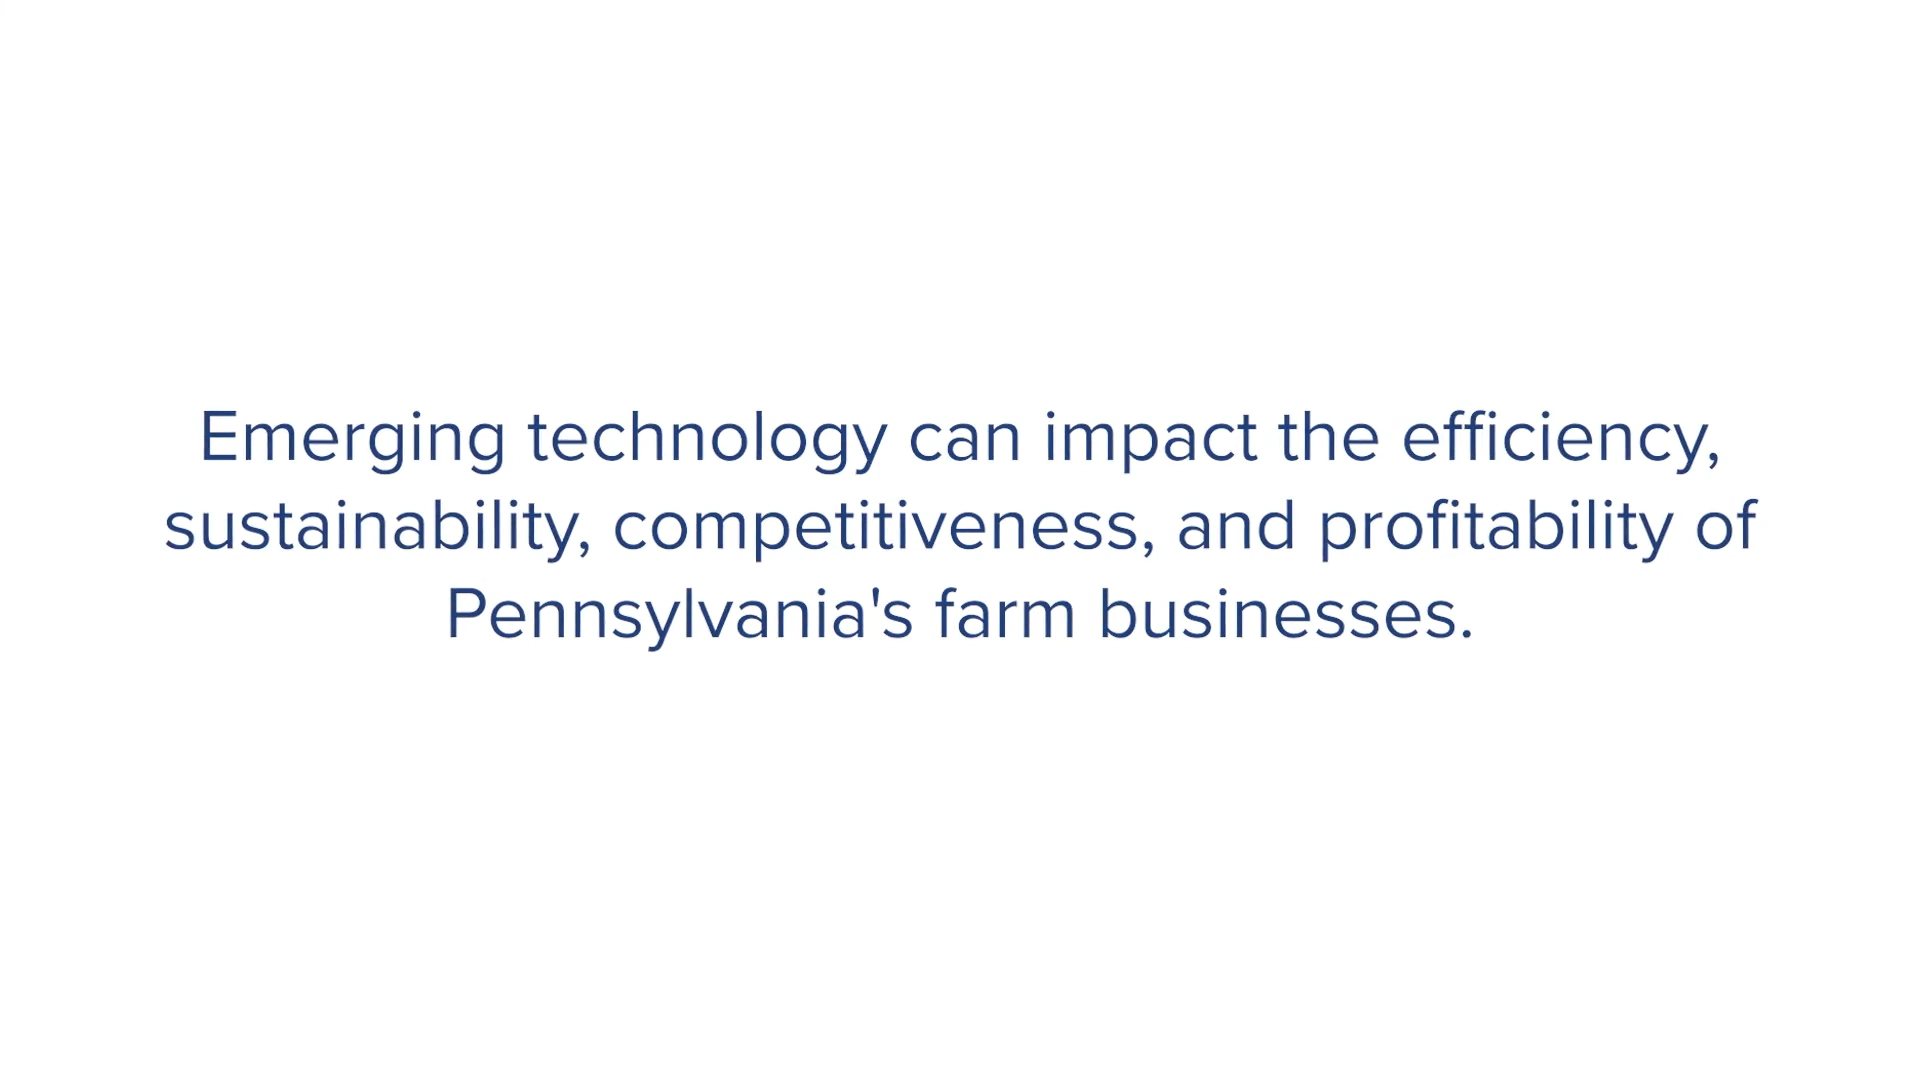 Emerging technology can impact the efficiency,
sustainability, competitiveness, and profitability of
Pennsylvania's farm businesses.